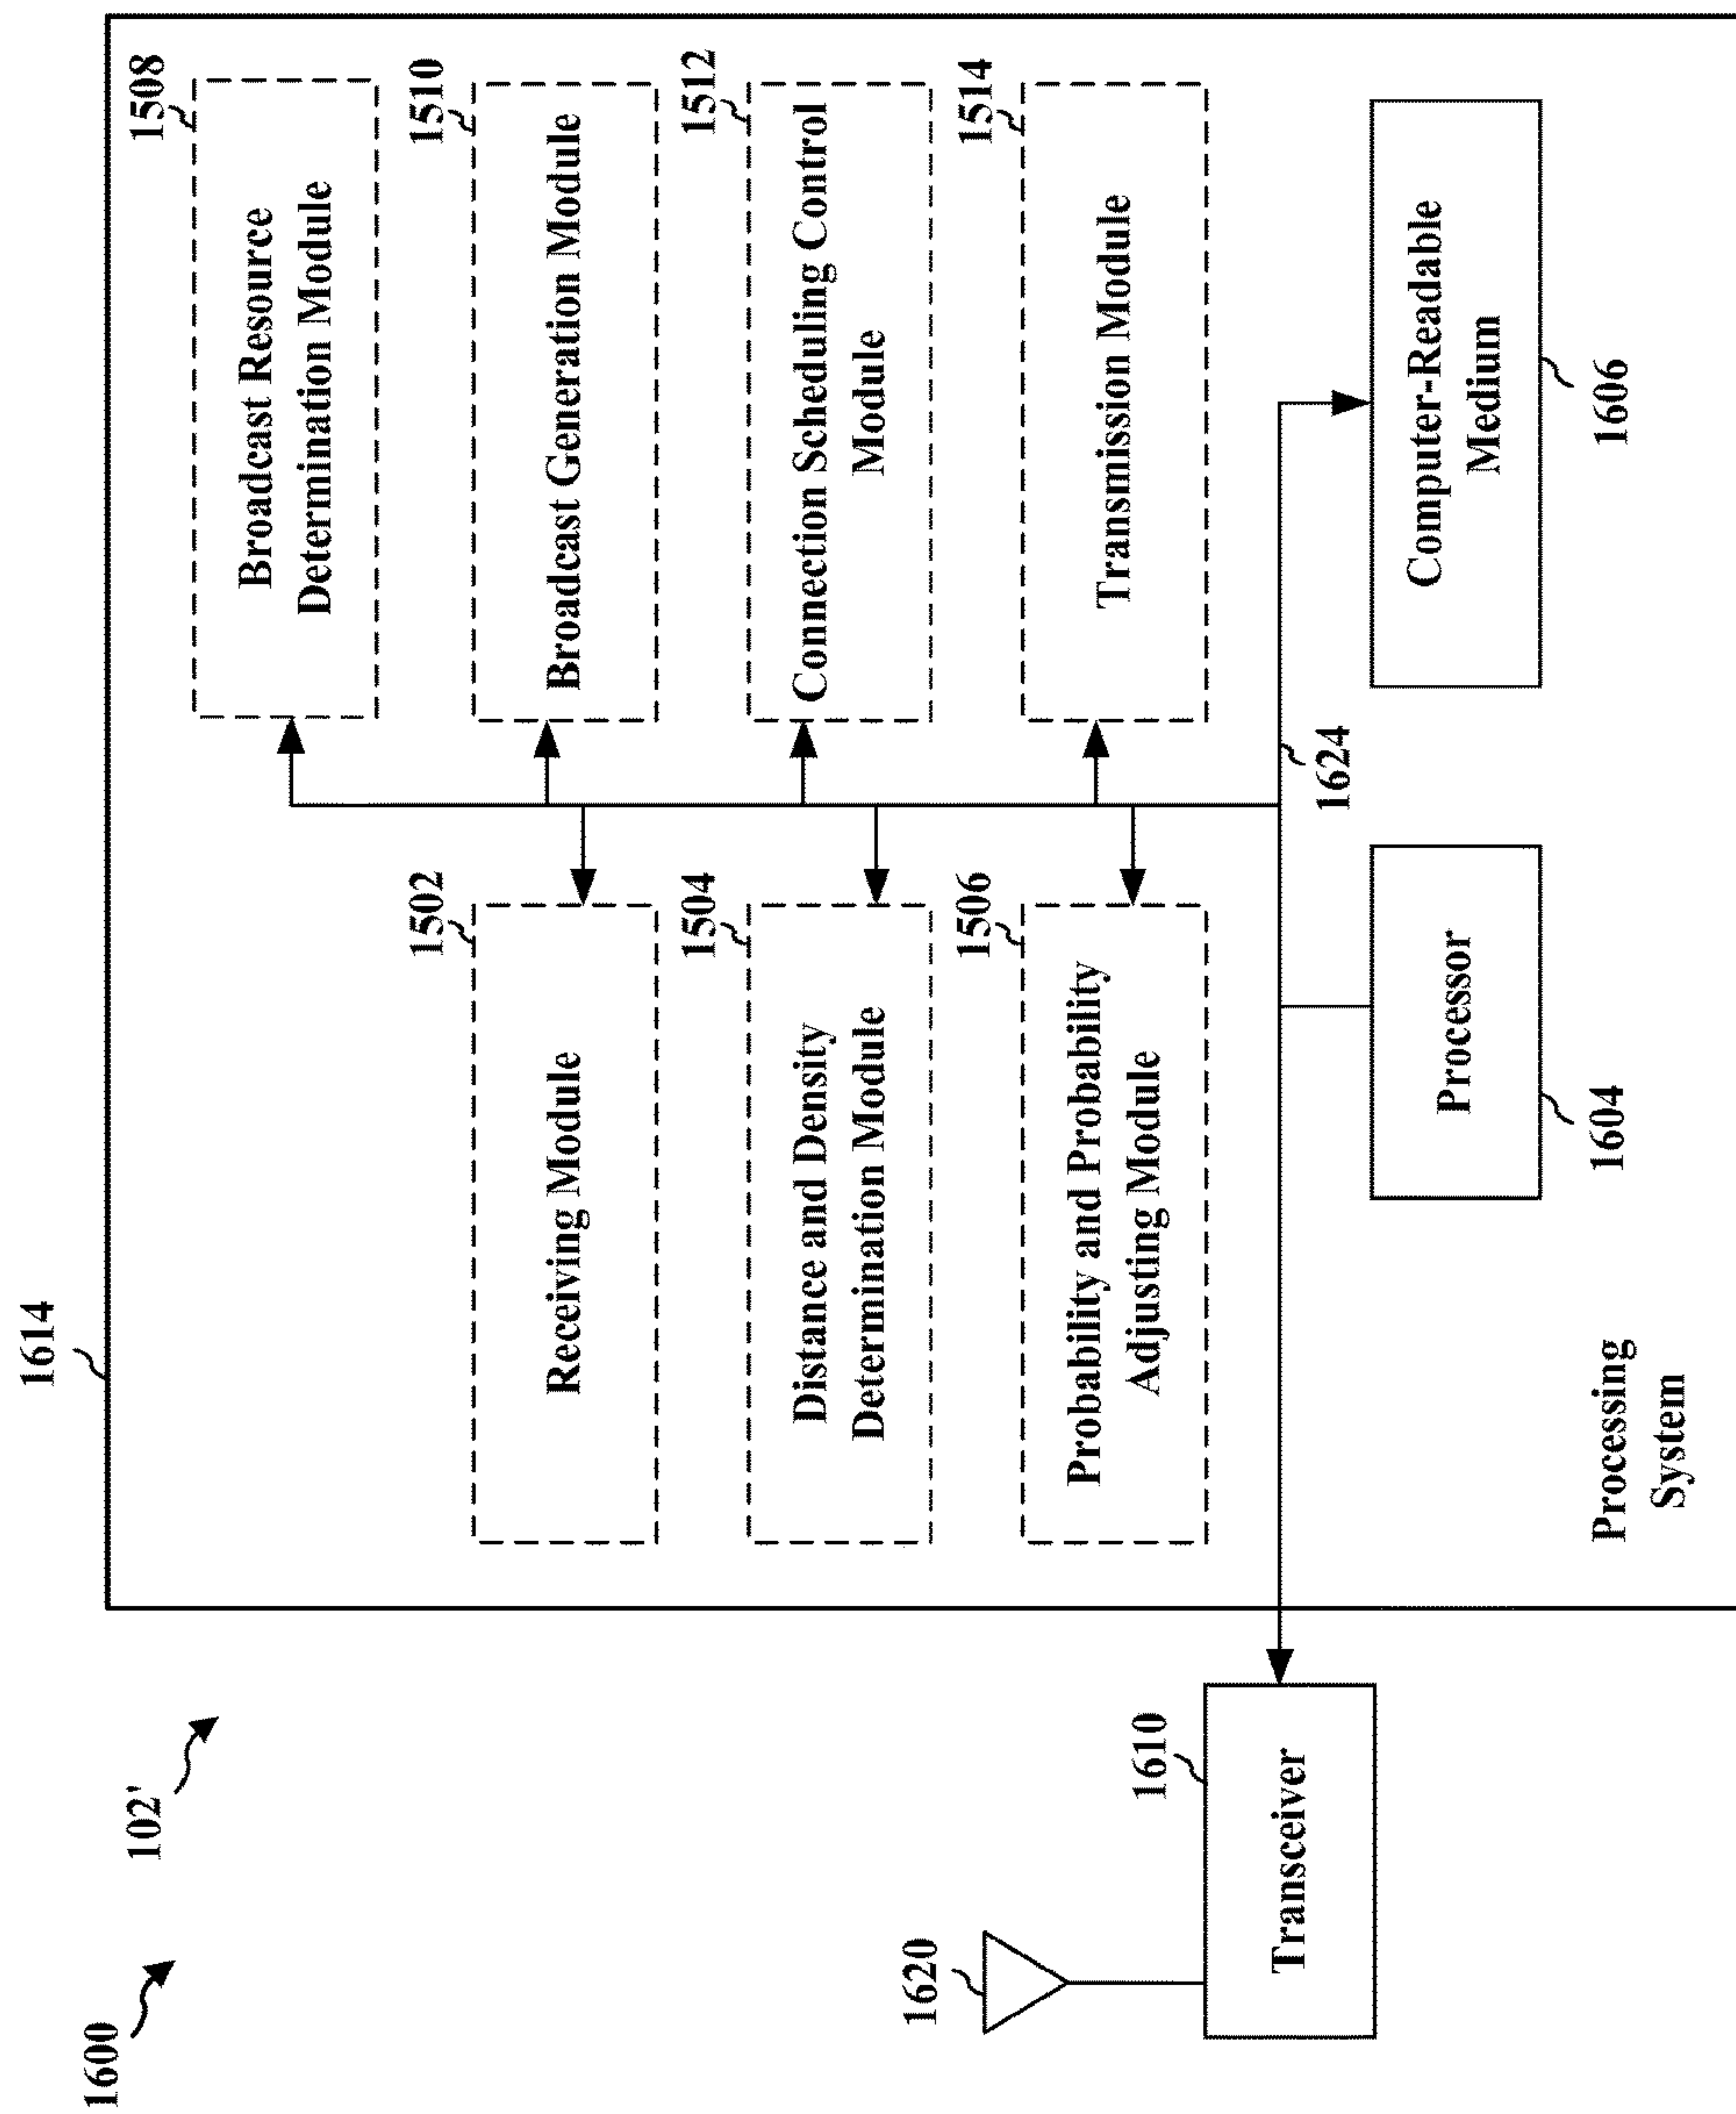 1600
102'
1614
1620
1610
Transceiver
1502
Receiving Module
1504
Distance and Density
Determination Module
1506
Probability and Probability
Adjusting Module
1508
Broadcast Resource
Determination Module
1510
Broadcast Generation Module
1512
Connection Scheduling Control
Module
1514
Transmission Module
1624
Processor
1604
Computer-Readable
Medium
1606
Processing
System